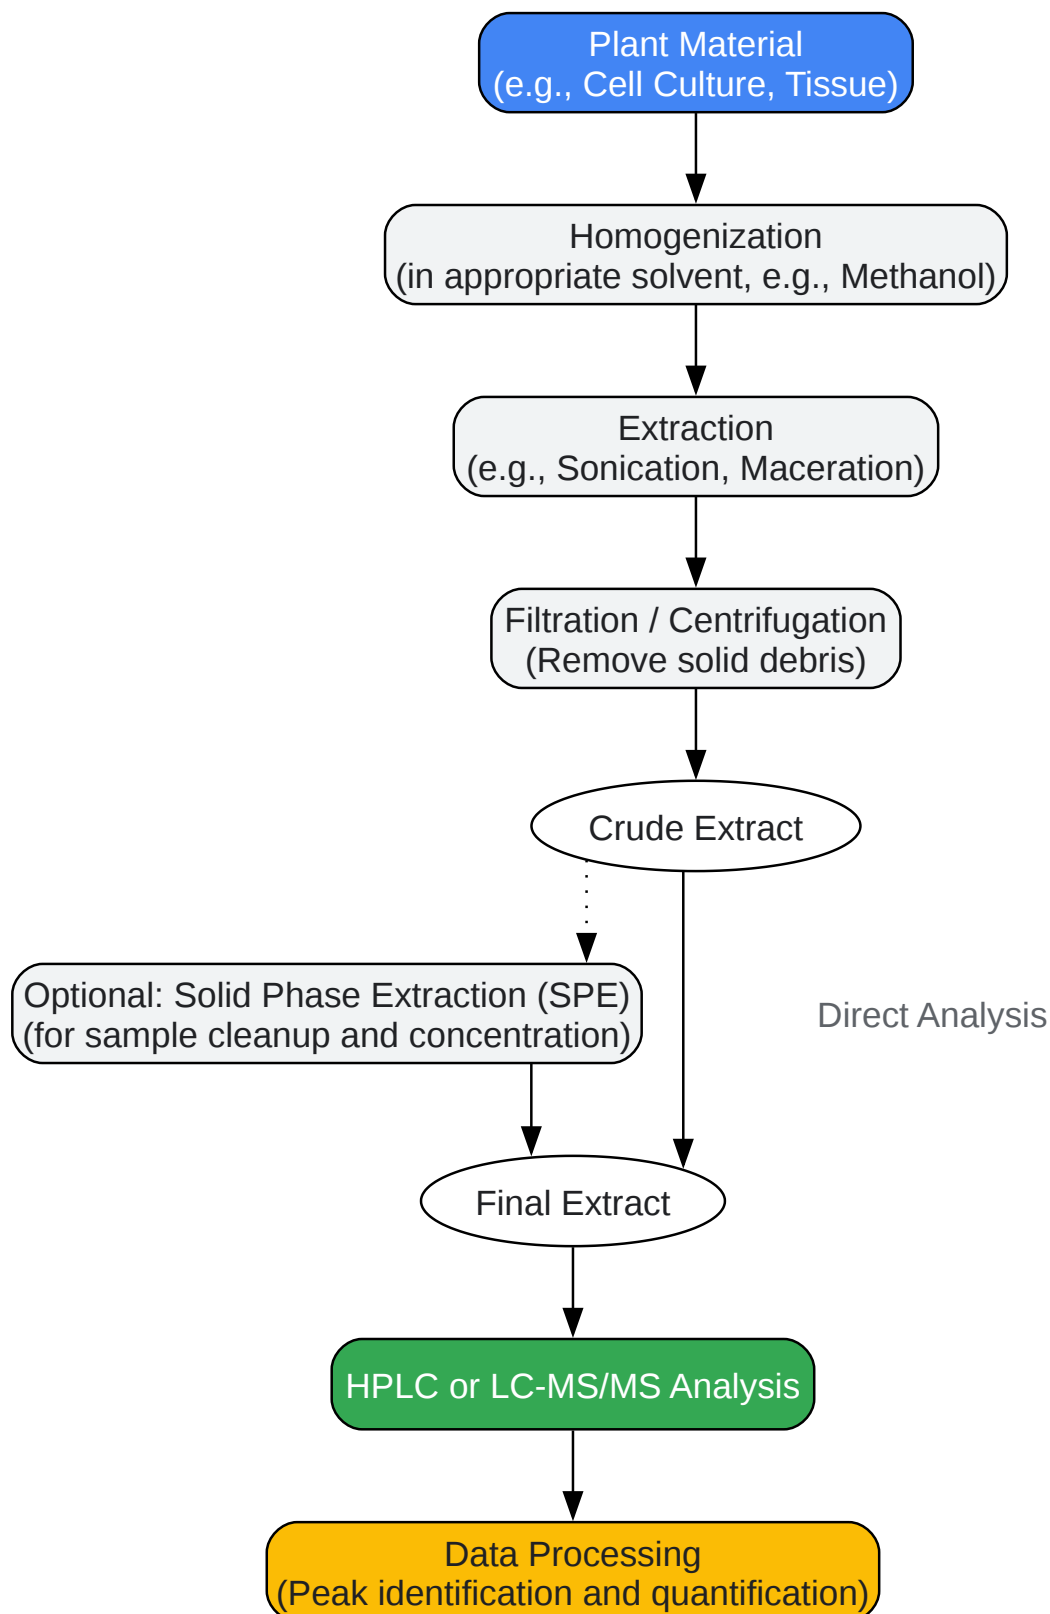 Plant Material
(e.g., Cell Culture, Tissue)
Homogenization
(in appropriate solvent, e.g., Methanol)
Extraction
(e.g., Sonication, Maceration)
Filtration / Centrifugation
(Remove solid debris)
Crude Extract
Optional: Solid Phase Extraction (SPE)
(for sample cleanup and concentration)
Direct Analysis
Final Extract
HPLC or LC-MS/MS Analysis
Data Processing
(Peak identification and quantification)